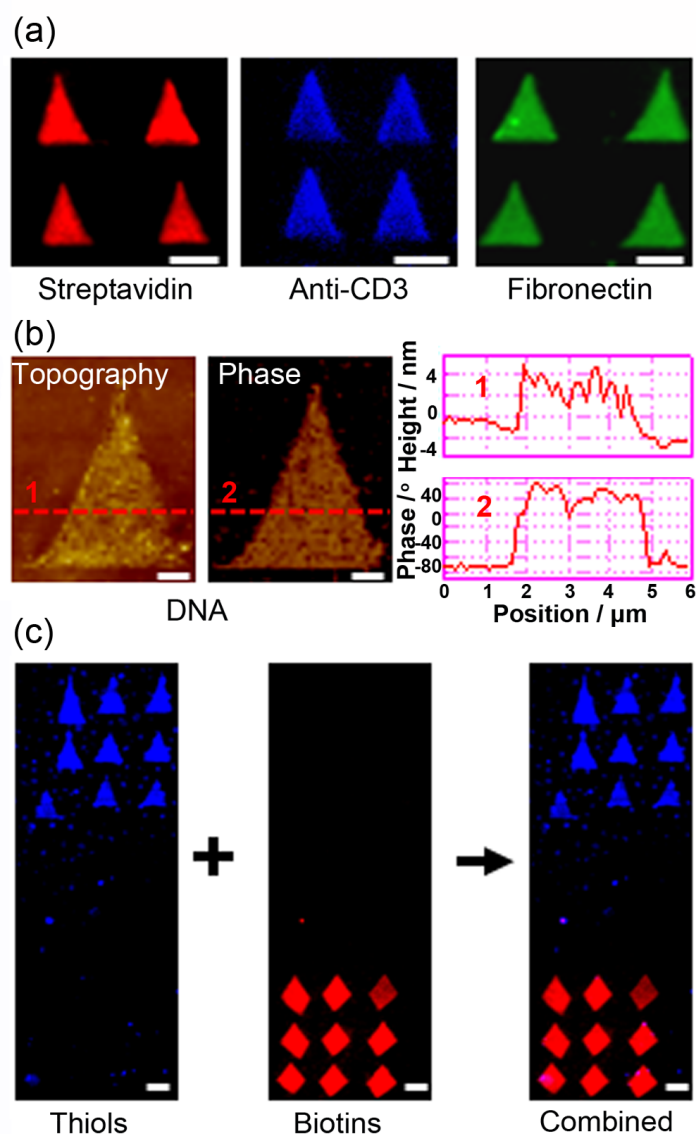 (a)
Streptavidin
Anti-CD3
Fibronectin
(b)
Topography
Phase
1
2
DNA
Height / nm
4
0
-4
1
Phase / °
40
0
-40
-80
2
0 1 2 3 4 5 6
Position / µm
(c)
Thiols
Biotins
Combined